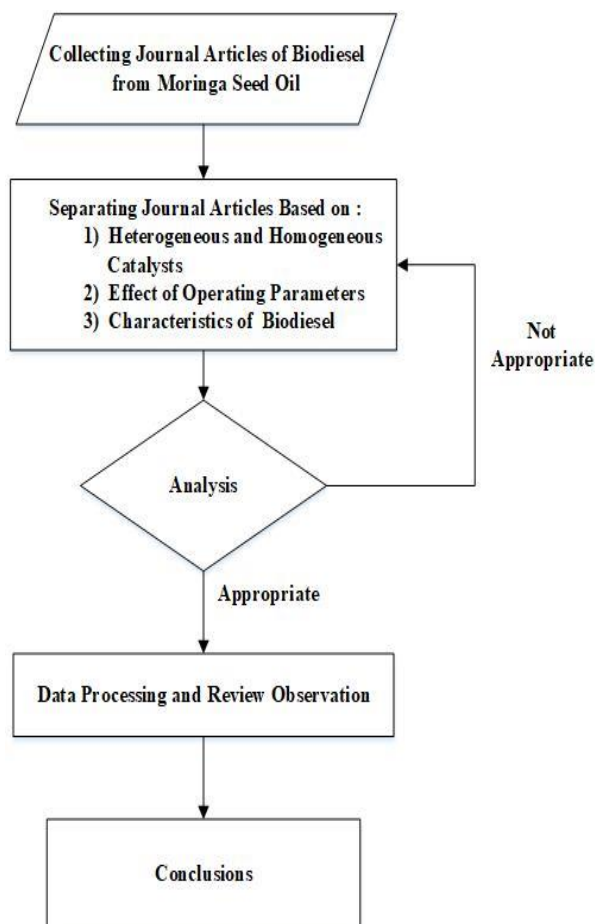 Collecting Journal Articles of Biodiesel
from Moringa Seed Oil
Separating Journal Articles Based on :
1) Heterogeneous and Homogeneous
Catalysts
2) Effect of Operating Parameters
3) Characteristics of Biodiesel
Not
Appropriate
Analysis
Appropriate
Data Processing and Review Observation
Conclusions